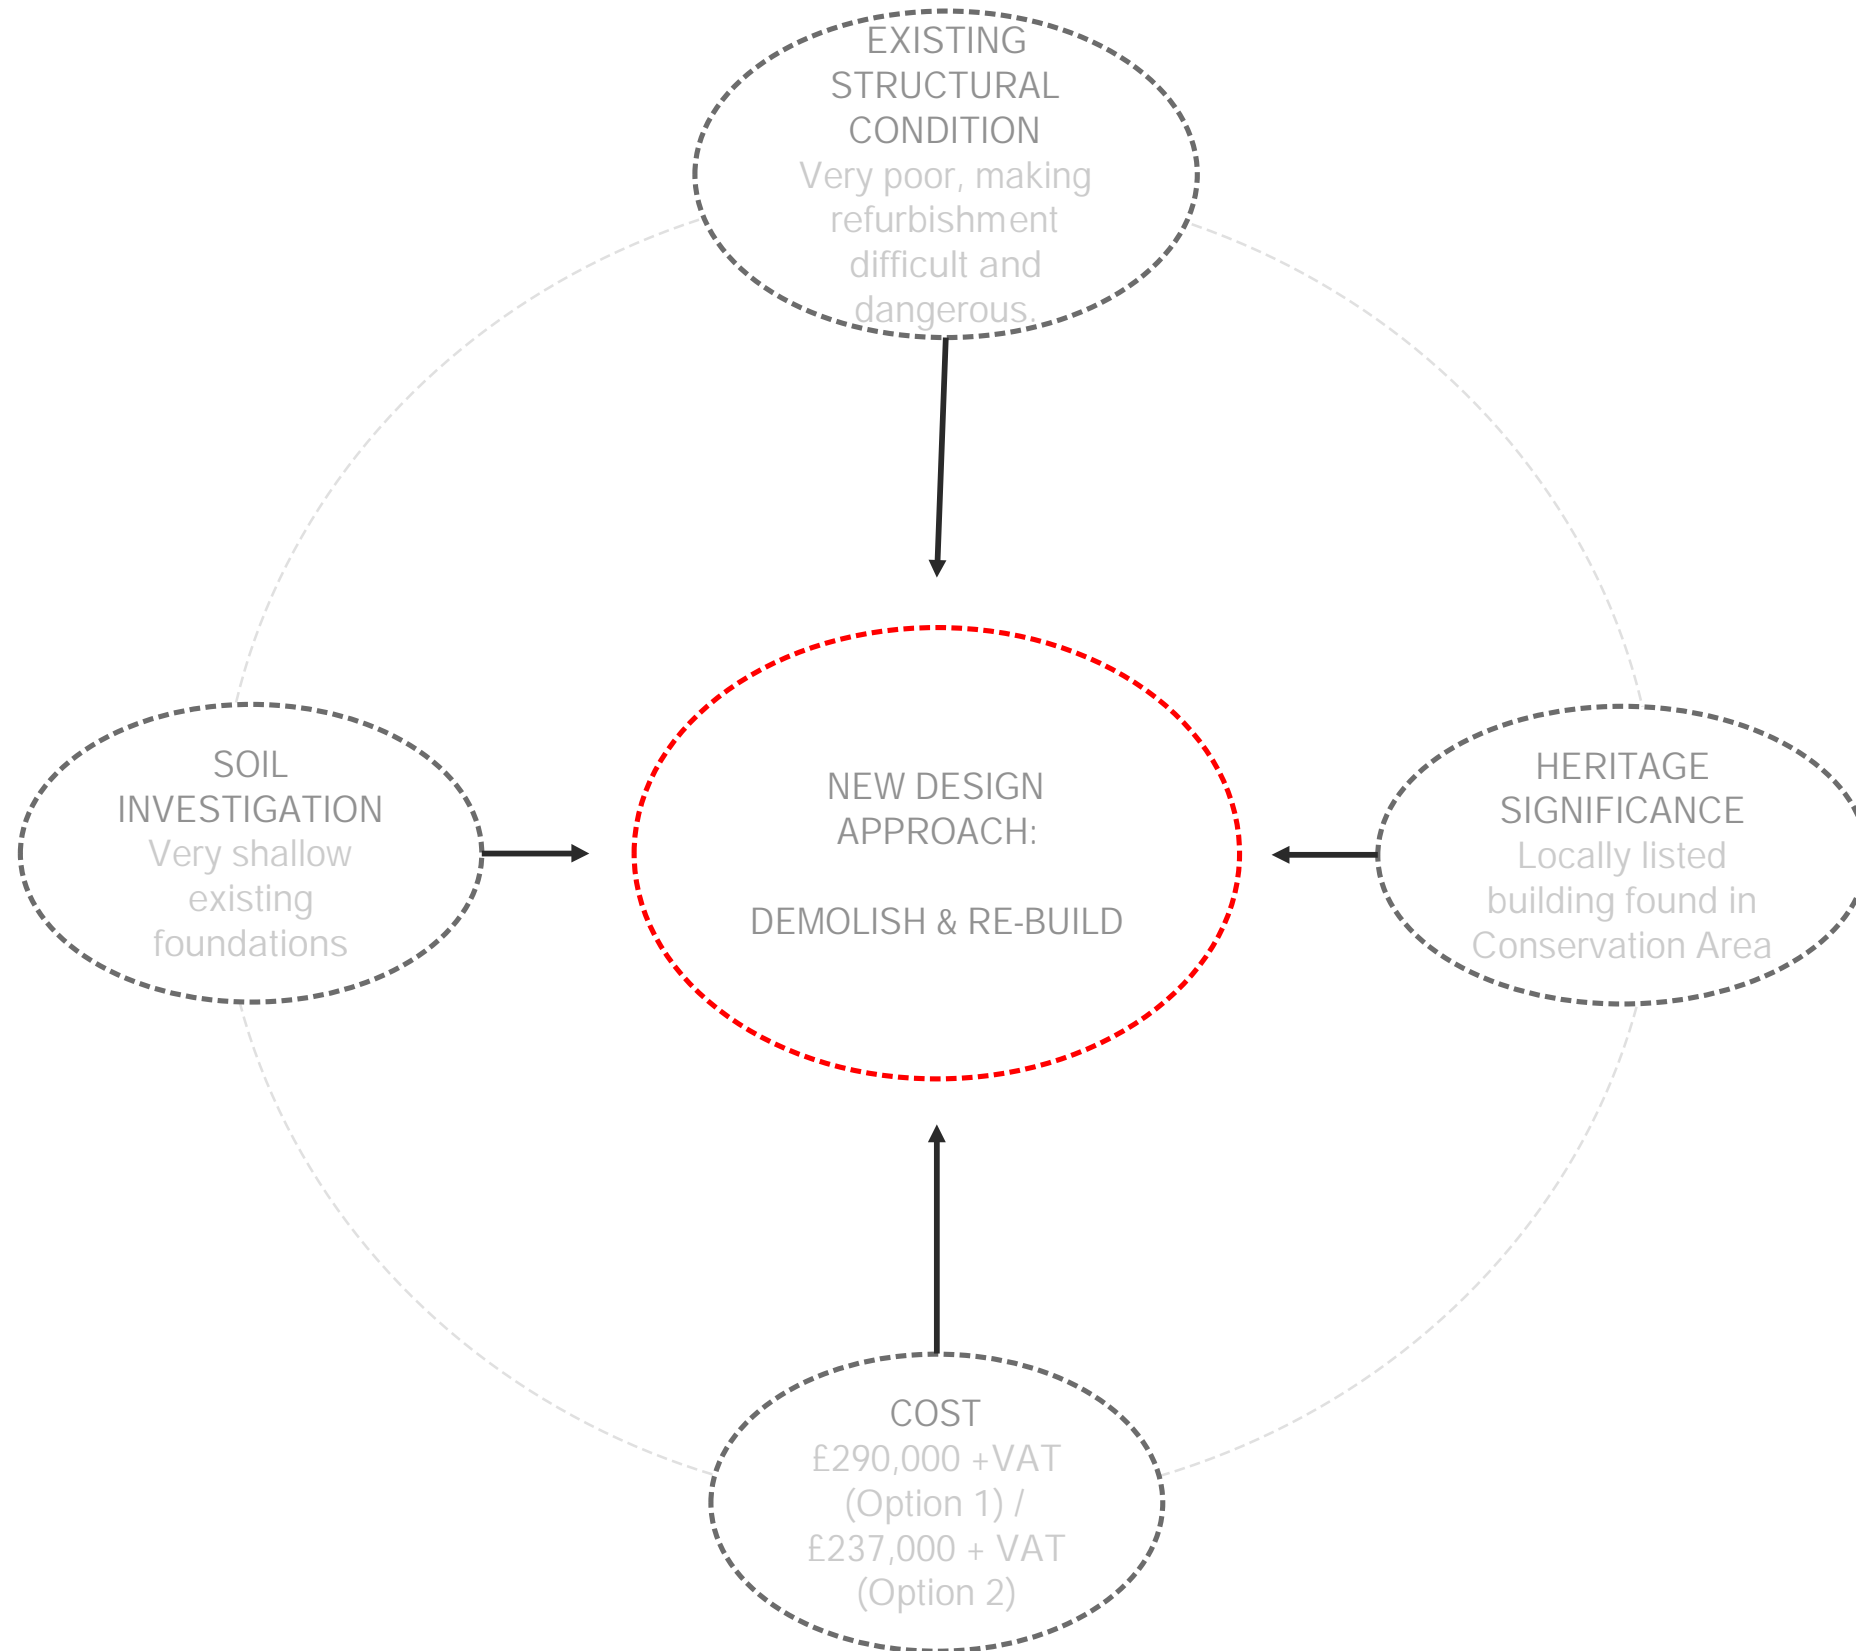 EXISTING
STRUCTURAL
CONDITION
Very poor, making
refurbishment
difficult and
dangerous.
SOIL
INVESTIGATION
Very shallow
existing
foundations
NEW DESIGN
APPROACH:
DEMOLISH & RE-BUILD
HERITAGE
SIGNIFICANCE
Locally listed
building found in
Conservation Area
COST
£290,000 +VAT
(Option 1) /
£237,000 + VAT
(Option 2)